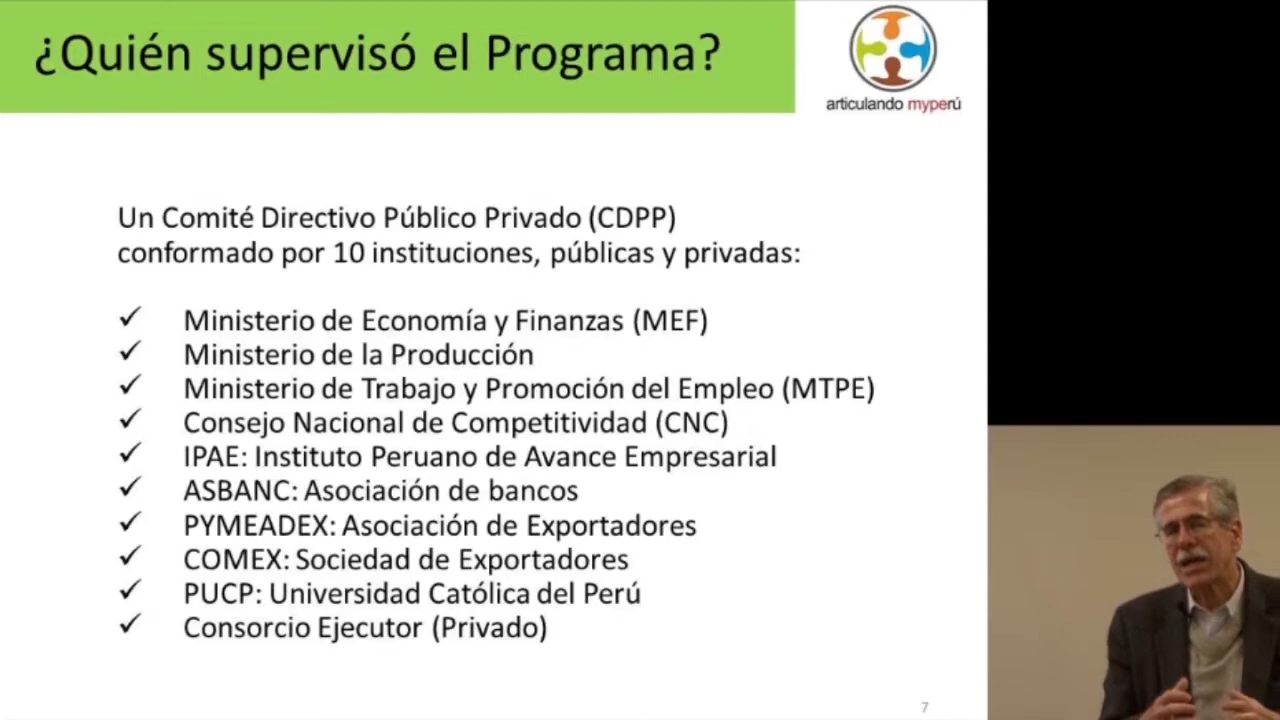 ¿Quién supervisó el Programa?
articulando myperú
Un Comité Directivo Público Privado (CDPP)
conformado por 10 instituciones, públicas y privadas:
✓ Ministerio de Economía y Finanzas (MEF)
✓ Ministerio de la Producción
✓ Ministerio de Trabajo y Promoción del Empleo (MTPE)
✓ Consejo Nacional de Competitividad (CNC)
✓ IPAE: Instituto Peruano de Avance Empresarial
✓ ASBANC: Asociación de bancos
✓ PYMEADEX: Asociación de Exportadores
✓ COMEX: Sociedad de Exportadores
✓ PUCP: Universidad Católica del Perú
✓ Consorcio Ejecutor (Privado)
7